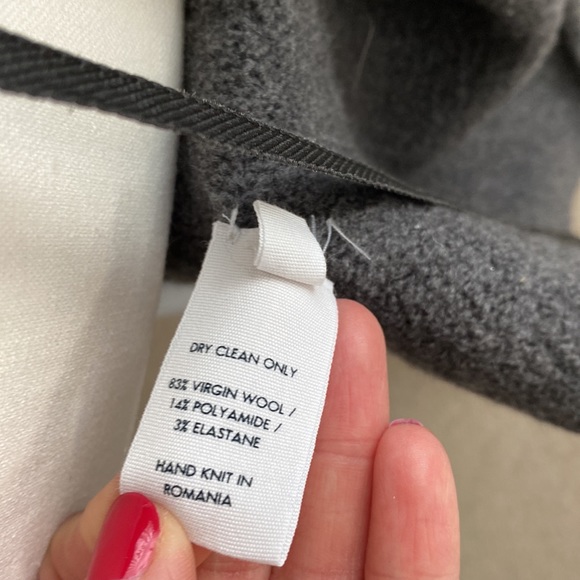 DRY CLEAN ONLY
83% VIRGIN WOOL /
14% POLYAMIDE /
3% ELASTANE
HAND KNIT IN
ROMANIA